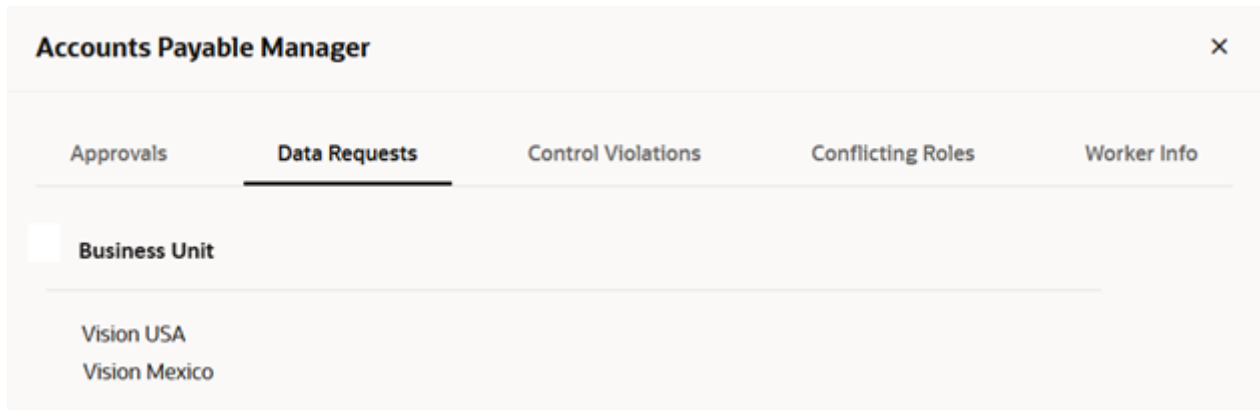 Accounts Payable Manager ×
Approvals Data Requests Control Violations Conflicting Roles Worker Info
Business Unit
Vision USA
Vision Mexico